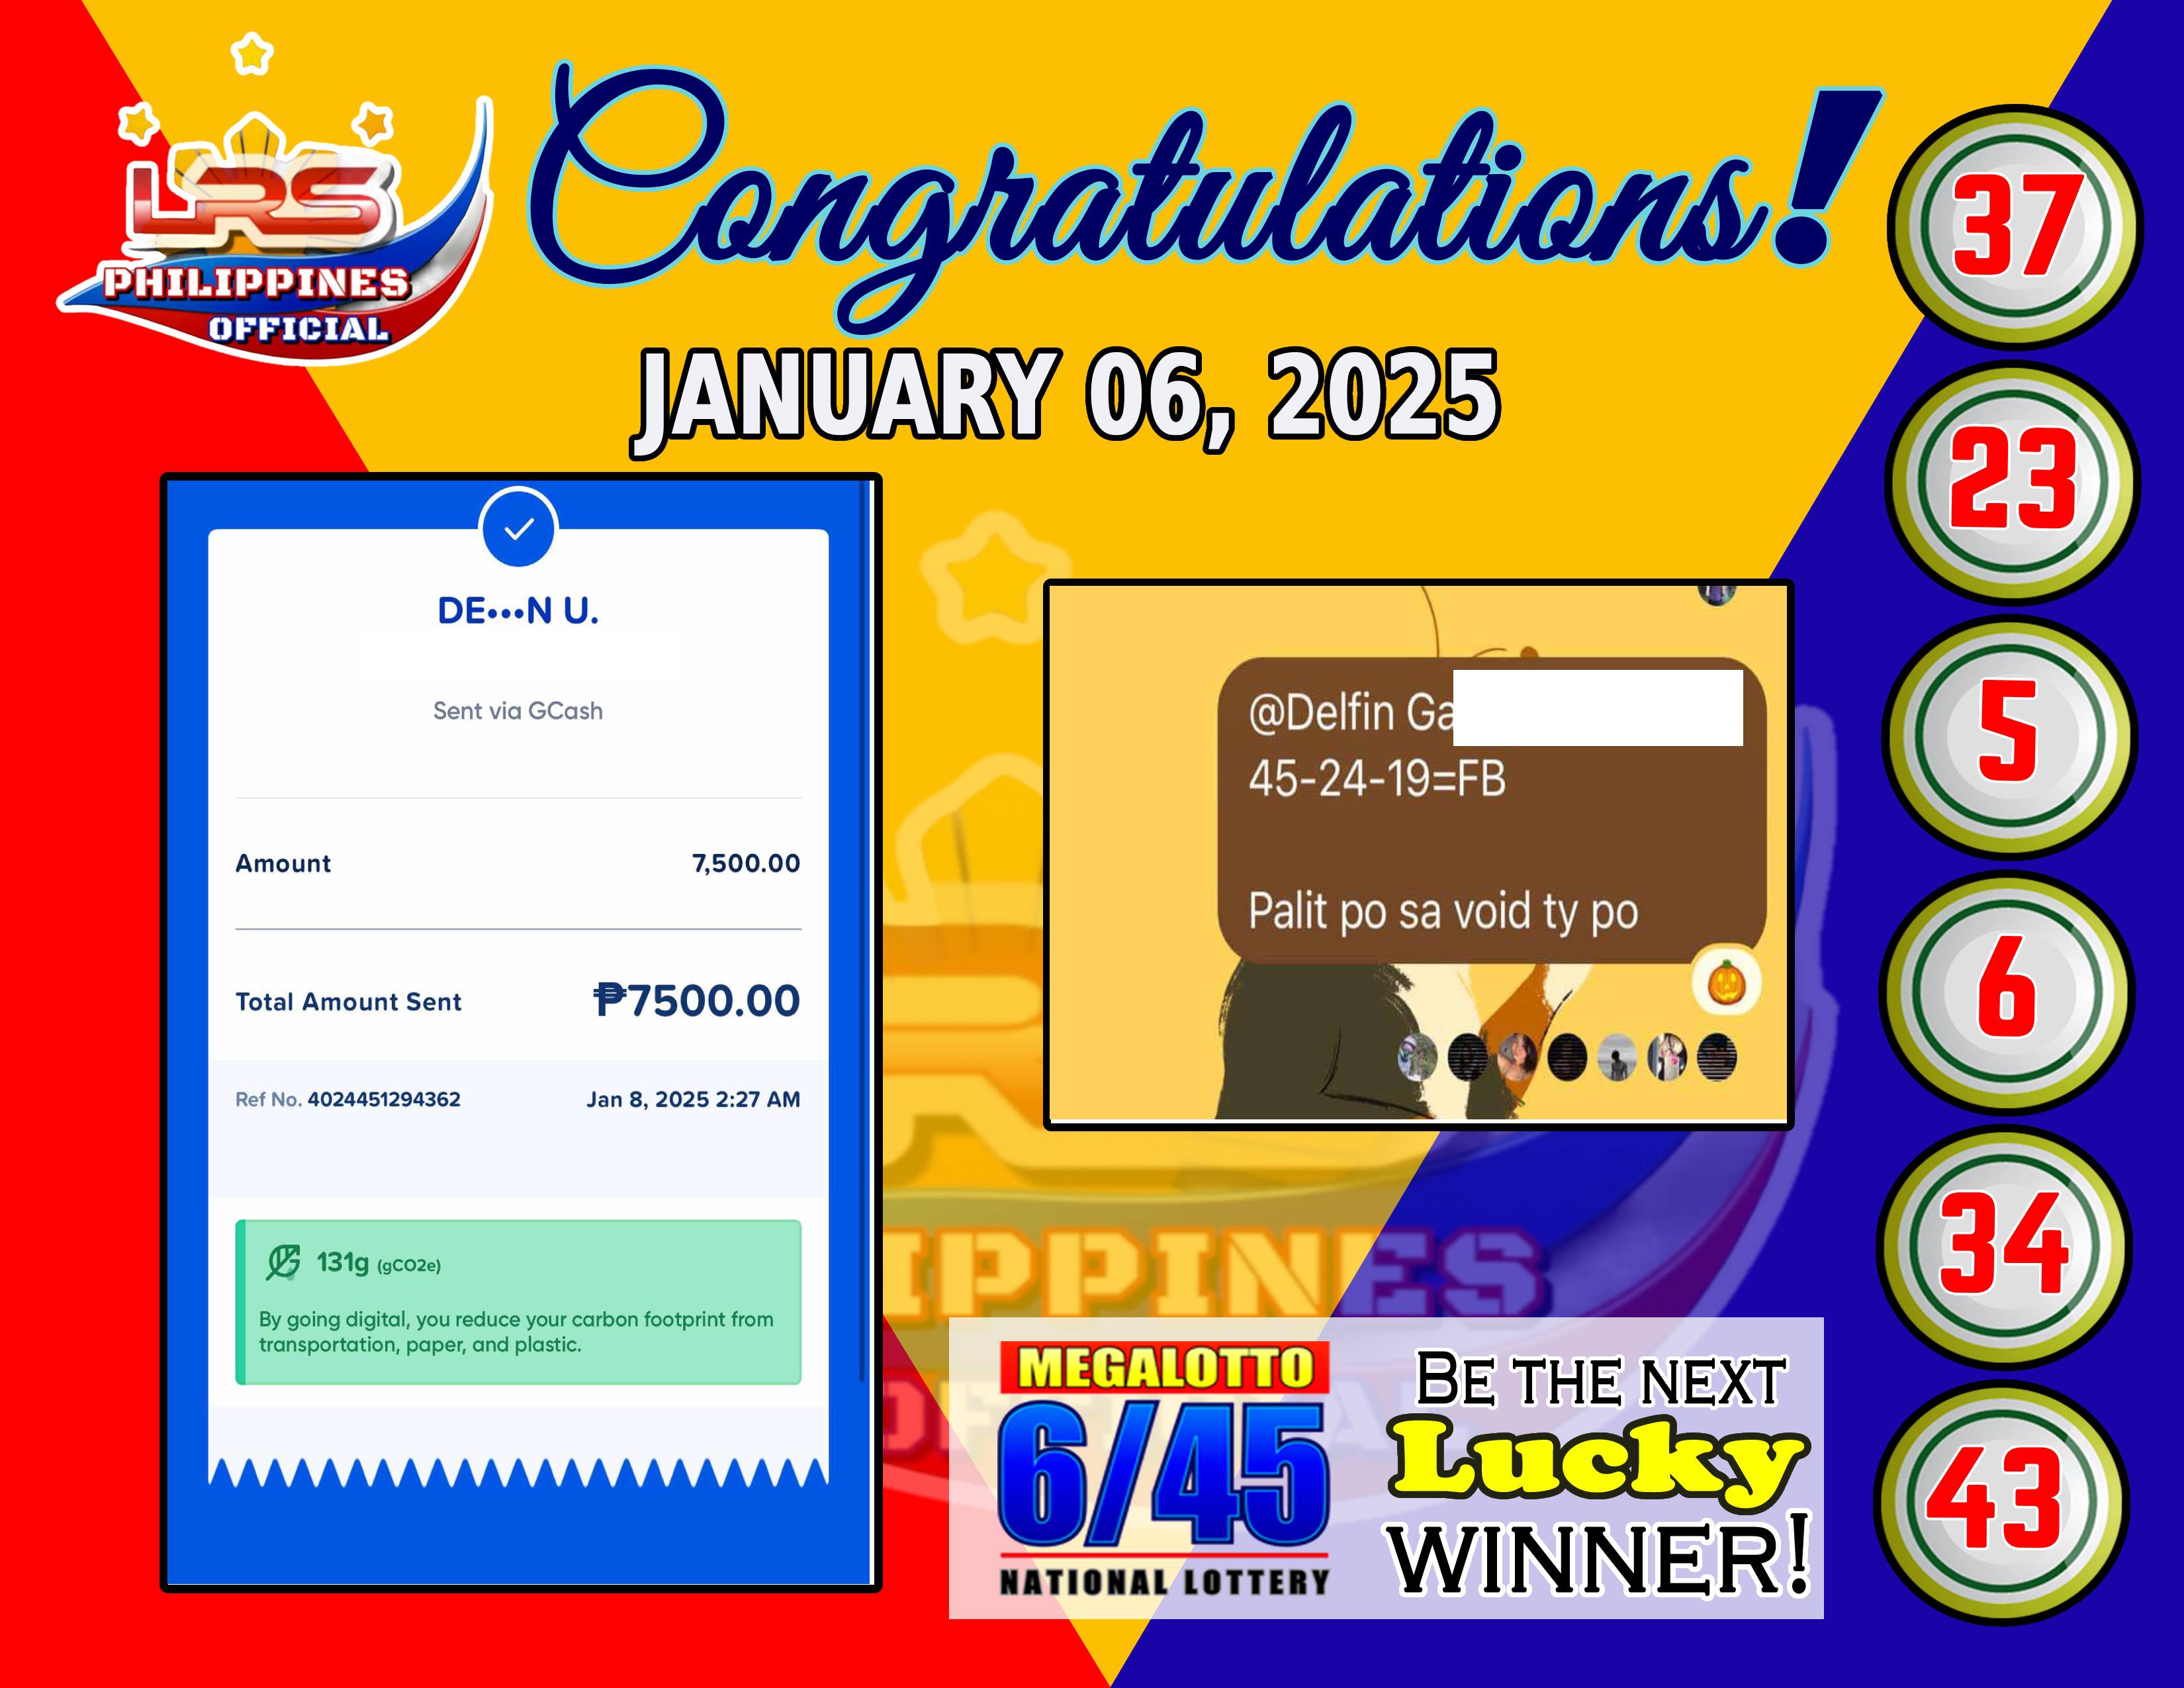 LRS
PHILIPPINES
OFFICIAL
Congratulations!
JANUARY 06, 2025
DE•••N U.
Sent via GCash
Amount 7,500.00
Total Amount Sent ₱7500.00
Ref No. 4024451294362 Jan 8, 2025 2:27 AM
131g (gCO2e)
By going digital, you reduce your carbon footprint from
transportation, paper, and plastic.
@Delfin Ga
45-24-19=FB
Palit po sa void ty po
MEGALOTTO
6/45
NATIONAL LOTTERY
BE THE NEXT
Lucky
WINNER!
37
23
5
6
34
43